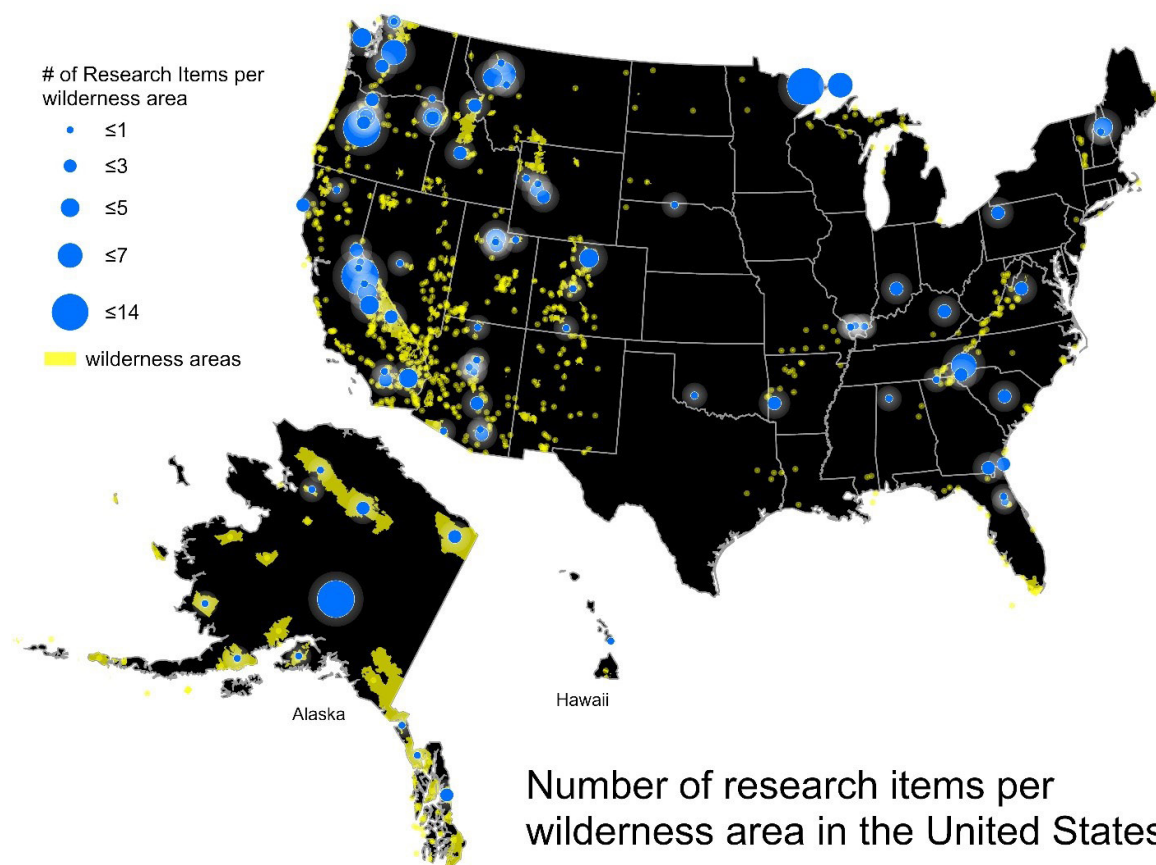 # of Research Items per
wilderness area
≤1
≤3
≤5
≤7
≤14
wilderness areas
Alaska
Hawaii
Number of research items per
wilderness area in the United States